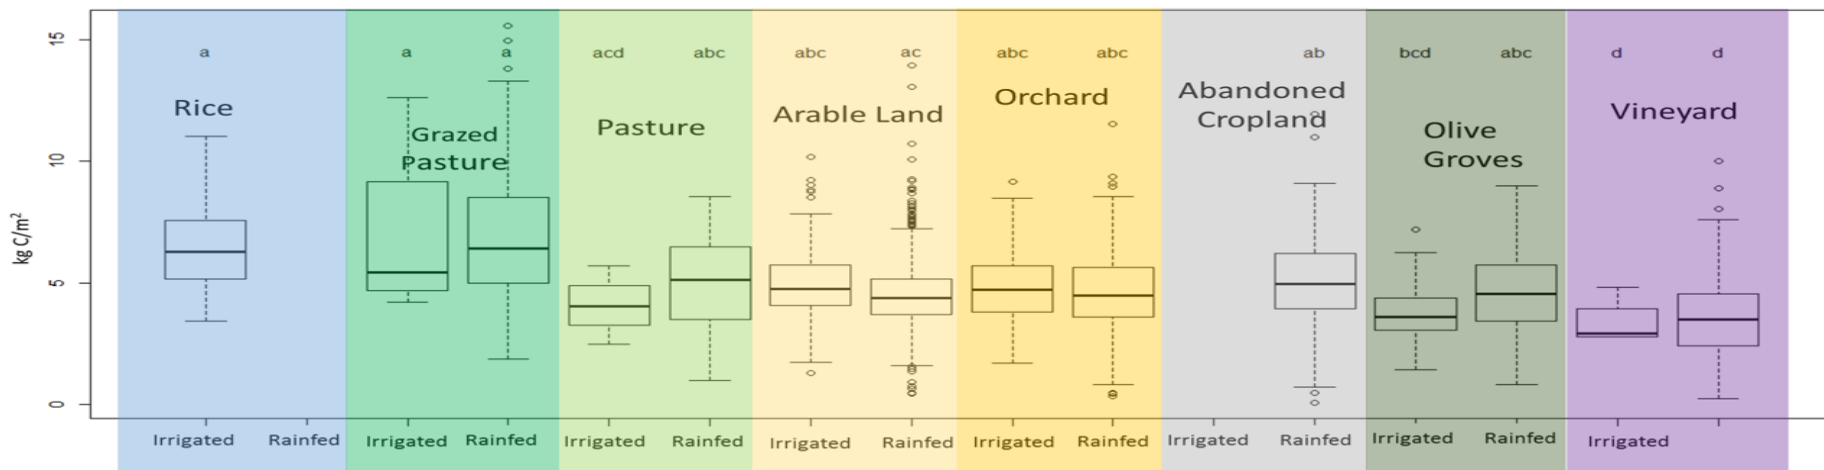 15
a
a
a
acd
abc
abc
ac
abc
abc
ab
bcd
abc
d
d
Rice
Grazed
Pasture
Pasture
Arable Land
Orchard
Abandoned
Cropland
Olive
Groves
Vineyard
10
5
0
kg C/m²
Irrigated
Rainfed
Irrigated
Rainfed
Irrigated
Rainfed
Irrigated
Rainfed
Irrigated
Rainfed
Irrigated
Rainfed
Irrigated
Rainfed
Irrigated